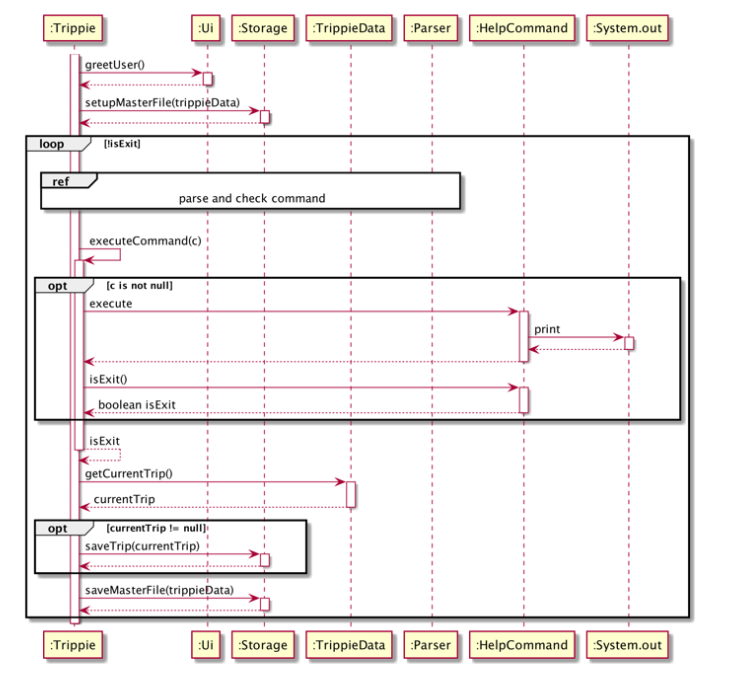 :Trippie :Ui :Storage :TrippieData :Parser :HelpCommand :System.out
greetUser()
setupMasterFile(trippieData)
loop [!isExit]
ref
parse and check command
executeCommand(c)
opt [c is not null]
execute
print
isExit()
boolean isExit
isExit
getCurrentTrip()
currentTrip
opt [currentTrip != null]
saveTrip(currentTrip)
saveMasterFile(trippieData)
:Trippie :Ui :Storage :TrippieData :Parser :HelpCommand :System.out